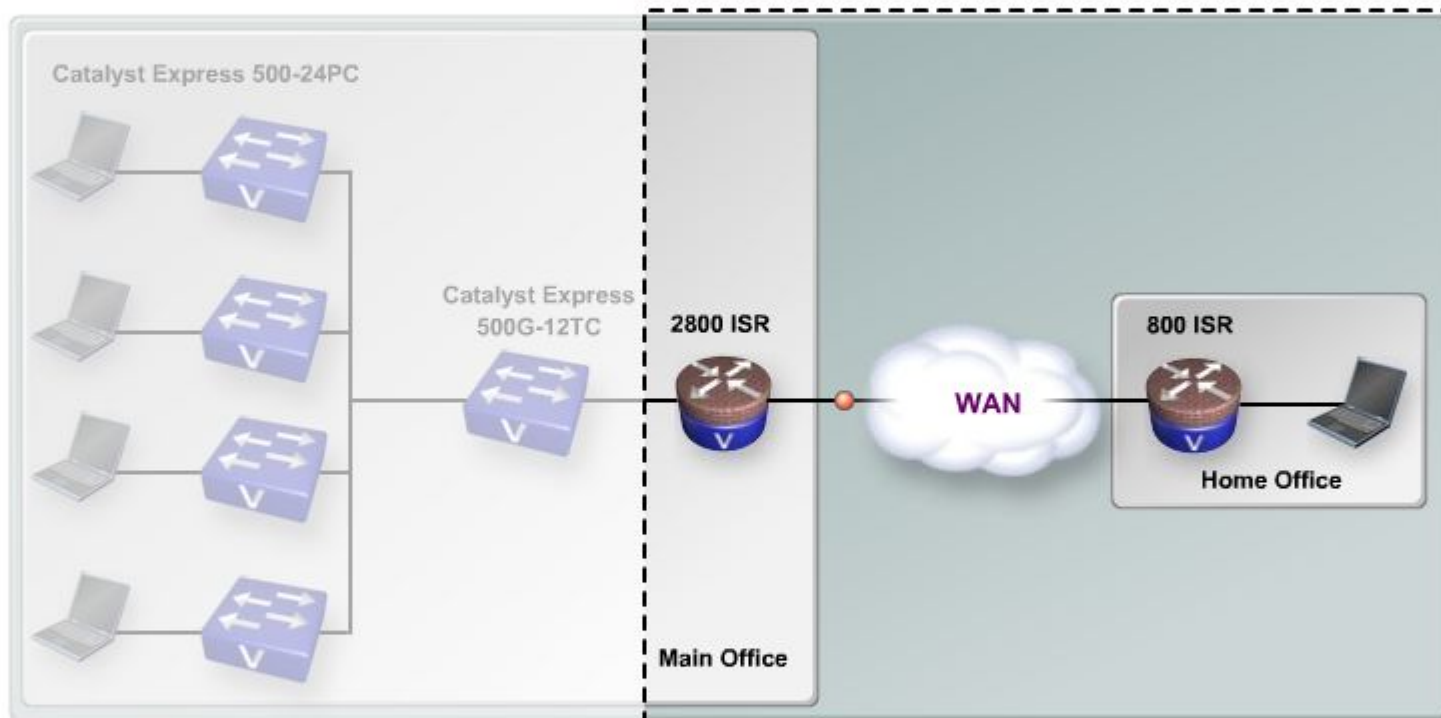 Catalyst Express 500-24PC
V
V
V
V
Catalyst Express
500G-12TC
V
2800 ISR
V
Main Office
WAN
800 ISR
V
Home Office